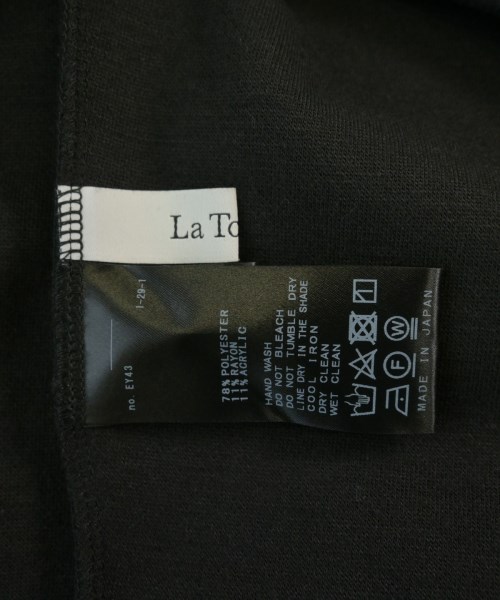 La To
1-29-1
no. EY43
78% POLYESTER
11% RAYON
11% ACRYLIC
HAND WASH
DO NOT BLEACH
DO NOT TUMBLE DRY
LINE DRY IN THE SHADE
COOL IRON
DRY CLEAN
WET CLEAN
F W
MADE IN JAPAN